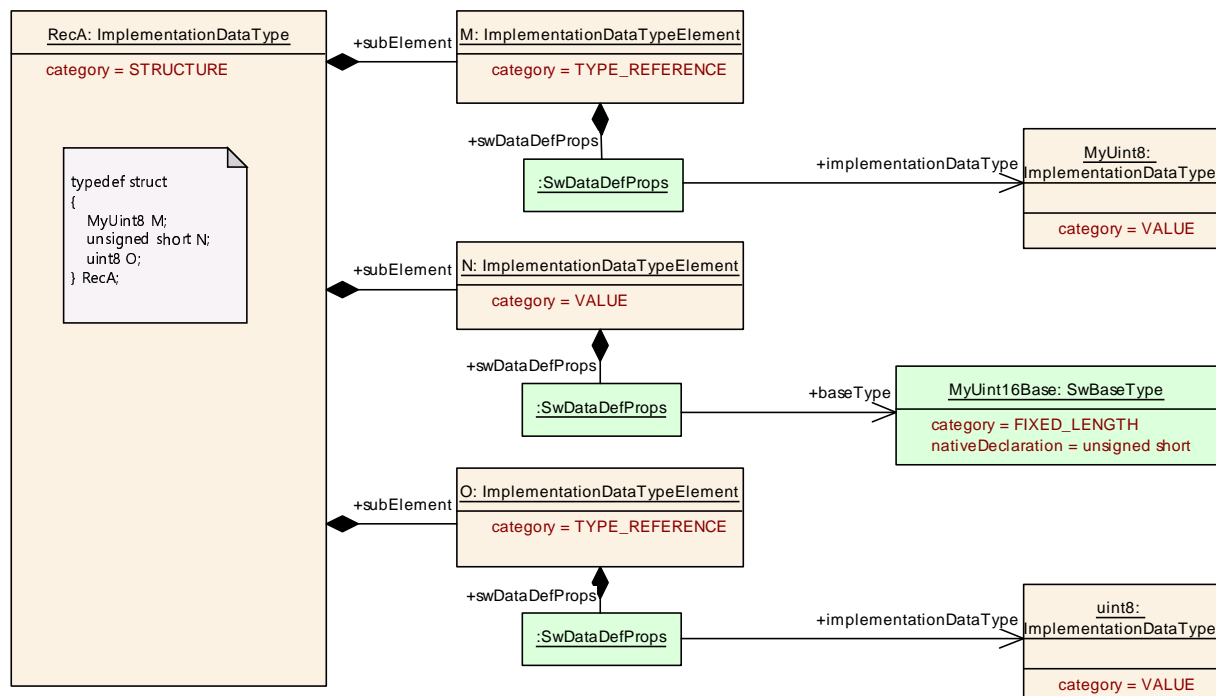 RecA: ImplementationDataType
category = STRUCTURE
typedef struct
{
MyUint8 M;
unsigned short N;
uint8 O;
} RecA;
+subElement
M: ImplementationDataTypeElement
category = TYPE_REFERENCE
+swDataDefProps
:SwDataDefProps
+implementationDataType
MyUint8:
ImplementationDataType
category = VALUE
+subElement
N: ImplementationDataTypeElement
category = VALUE
+swDataDefProps
:SwDataDefProps
+baseType
MyUint16Base: SwBaseType
category = FIXED_LENGTH
nativeDeclaration = unsigned short
+subElement
O: ImplementationDataTypeElement
category = TYPE_REFERENCE
+swDataDefProps
:SwDataDefProps
+implementationDataType
uint8:
ImplementationDataType
category = VALUE